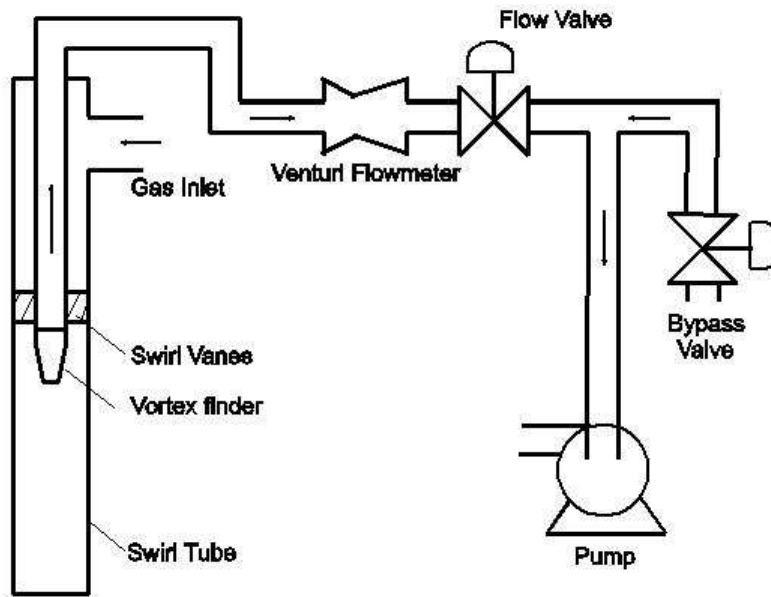 Flow Valve
Venturi Flowmeter
Gas Inlet
Bypass
Valve
Swirl Vanes
Vortex finder
Swirl Tube
Pump